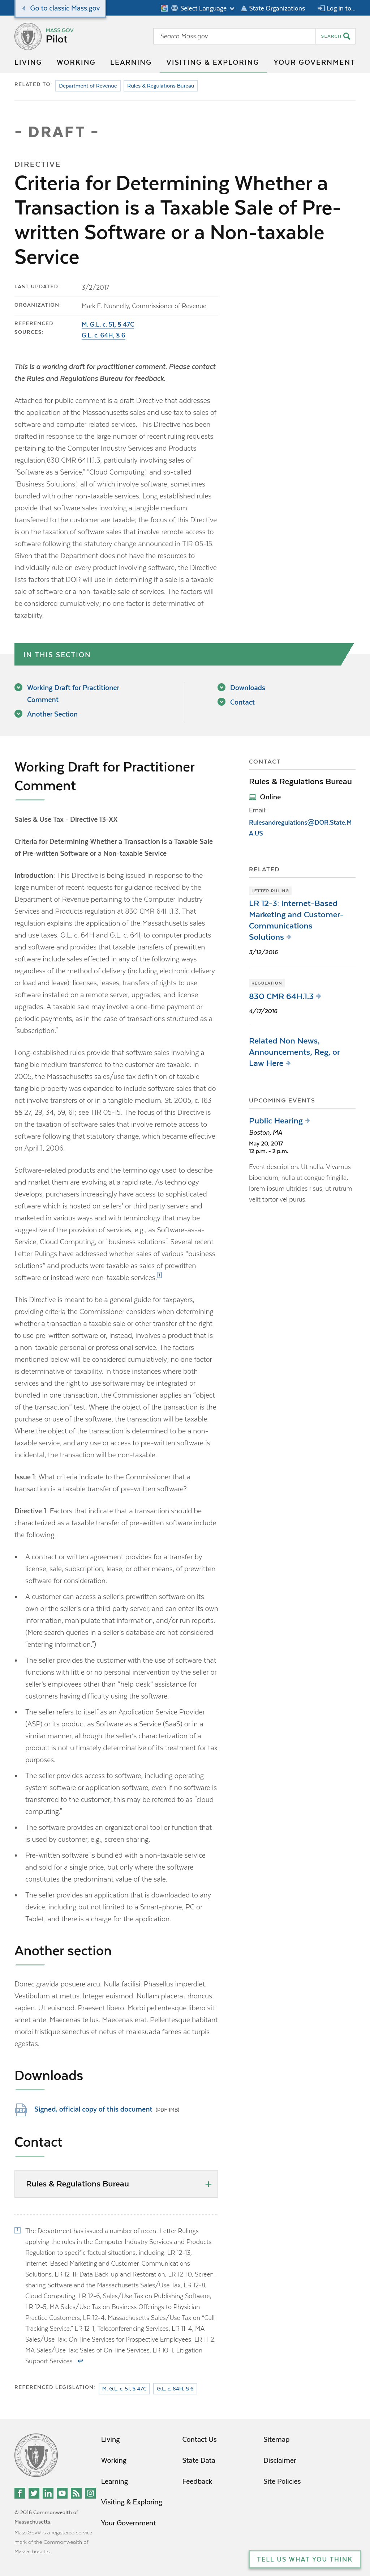 Go to classic Mass.gov
Select Language
State Organizations
Log in to...
MASS.GOV
Pilot
Search Mass.gov
SEARCH
LIVING
WORKING
LEARNING
VISITING & EXPLORING
YOUR GOVERNMENT
RELATED TO
Department of Revenue
Rules & Regulations Bureau
- DRAFT -
DIRECTIVE
Criteria for Determining Whether a
Transaction is a Taxable Sale of Pre-
written Software or a Non-taxable
Service
LAST UPDATED:
3/2/2017
ORGANIZATION:
Mark E. Nunnelly, Commissioner of Revenue
REFERENCED
SOURCES:
M. G.L. c. 51, § 47C
G.L. c. 64H, § 6
This is a working draft for practitioner comment. Please contact
the Rules and Regulations Bureau for feedback.
Attached for public comment is a draft Directive that addresses
the application of the Massachusetts sales and use tax to sales of
software and computer related services. The Directive was
drafted in response to a large number of recent ruling requests
pertaining to the Computer Industry Services and Products
regulation,830 CMR 64H.1.3, particularly involving sales of
"Software as a Service," "Cloud Computing," and so-called
"Business Solutions," all of which involve software, sometimes
bundled with other non-taxable services. Long established rules
provide that software sales involving a tangible medium
transferred to the customer are taxable; the focus of this Directive
is on the taxation of software sales that involve remote access to
software following the statutory change announced in TIR 05-15.
Given that the Department does not have the resources to
individually rule on every product involving software, the Directive
lists factors that DOR will use in determining if a sale is a taxable
sale of software or a non-taxable sale of services. The factors will
be considered cumulatively; no one factor is determinative of
taxability.
IN THIS SECTION
Working Draft for Practitioner
Comment
Another Section
Downloads
Contact
Working Draft for Practitioner
Comment
Sales & Use Tax - Directive 13-XX
Criteria for Determining Whether a Transaction is a Taxable Sale
of Pre-written Software or a Non-taxable Service
Introduction: This Directive is being issued in response to the
large number of recent requests for guidance received by the
Department of Revenue pertaining to the Computer Industry
Services and Products regulation at 830 CMR 64H.1.3. That
regulation is governed by the Massachusetts general laws on sales
and use taxes, G.L. c. 64H and G.L. c. 64I, to computer products
and software and provides that taxable transfers of prewritten
software include sales effected in any of the following ways
regardless of the method of delivery (including electronic delivery
or load and leave): licenses, leases, transfers of rights to use
software installed on a remote server, upgrades, and license
upgrades. A taxable sale may involve a one-time payment or
periodic payments, as in the case of transactions structured as a
"subscription."
Long-established rules provide that software sales involving a
tangible medium transferred to the customer are taxable. In
2005, the Massachusetts sales/use tax definition of taxable
tangible property was expanded to include software sales that do
not involve the transfer of or in a tangible medium. St. 2005, c. 163
§§ 27, 29, 34, 59, 61; see TIR 05-15. The focus of this Directive is
on the taxation of software sales that involve remote access to
software following that statutory change, which became effective
on April 1, 2006.
Software-related products and the terminology used to describe
and market them are evolving at a rapid rate. As technology
advances, prospective customers increasingly have access to sophisticated
software which is hosted on sellers' or third party servers and
marketed in various ways and with terminology that may be
suggestive of the provision of services, e.g., as Software-as-a-
Service, Cloud Computing, or "business solutions". Several recent
Letter Rulings have addressed whether sales of various "business
solutions" and products were taxable as sales of prewritten
software or instead were non-taxable services.[1]
This Directive is meant to be a general guide for taxpayers,
providing criteria the Commissioner considers when determining
whether a transaction is a taxable sale or other transfer of the right
to use software or is, instead, an exempt sale of a product that is
a non-taxable personal or professional service. The factors
mentioned below will be considered cumulatively; no one factor
is determinative of taxability. In those instances where both
services and the right to use software may be integrated or
bundled in one transaction, the Commissioner applies an "object
of the transaction" test. Where the object of the transaction is the
purchase or use of the software, the transaction will be taxable.
Where the object of the transaction is determined to be a non-
taxable service, and any use or access to pre-written software is
incidental, the transaction will be non-taxable.
Issue 1: What criteria indicate to the Commissioner that a
transaction is a taxable transfer of pre-written software?
Directive 1: Factors that indicate that a transaction should be
characterized as a taxable transfer of prewritten software include
the following:
• A contract or written agreement provides for a transfer by
license, sale, subscription, lease, or other means, of prewritten
software for consideration.
• A customer can access a seller's prewritten software on its
own or the seller's or a third party server, and can enter its own
information, manipulate that information, and/or run reports.
(Mere search queries in a seller's database are not considered
"entering information.")
• The seller provides the customer with the use of software that
functions with little or no personal intervention by the seller or
seller's employees other than "help desk" assistance for
customers having difficulty using the software.
• The seller refers to itself as an Application Service Provider
(ASP) or its product as Software as a Service (SaaS) or in a
similar manner, although the seller's characterization of a
product is not ultimately determinative of its treatment for tax
purposes.
• The seller provides access to software, including operating
system software or application software, even if no software is
transferred to the customer; this may be referred to as "cloud
computing."
• The software provides an organizational tool or function that
is used by customer, e.g., screen sharing.
• Pre-written software is bundled with a non-taxable service
and sold for a single price, but only where the software
constitutes the predominant value of the sale.
• The seller provides an application that is downloaded to any
device, including but not limited to a Smart-phone, PC or
Tablet, and there is a charge for the application.
Another section
Donec gravida posuere arcu. Nulla facilisi. Phasellus imperdiet.
Vestibulum at metus. Integer euismod. Nullam placerat rhoncus
sapien. Ut euismod. Praesent libero. Morbi pellentesque libero sit
amet ante. Maecenas tellus. Maecenas erat. Pellentesque habitant
morbi tristique senectus et netus et malesuada fames ac turpis
egestas.
Downloads
Signed, official copy of this document (PDF 1MB)
Contact
Rules & Regulations Bureau
[1] The Department has issued a number of recent Letter Rulings
applying the rules in the Computer Industry Services and Products
Regulation to specific factual situations, including: LR 12-13,
Internet-Based Marketing and Customer-Communications
Solutions, LR 12-11, Data Back-up and Restoration, LR 12-10, Screen-
sharing Software and the Massachusetts Sales/Use Tax, LR 12-8,
Cloud Computing, LR 12-6, Sales/Use Tax on Publishing Software,
LR 12-5, MA Sales/Use Tax on Business Offerings to Physician
Practice Customers, LR 12-4, Massachusetts Sales/Use Tax on "Call
Tracking Service," LR 12-1, Teleconferencing Services, LR 11-4, MA
Sales/Use Tax: On-line Services for Prospective Employees, LR 11-2,
MA Sales/Use Tax: Sales of On-line Services, LR 10-1, Litigation
Support Services. ↩
REFERENCED LEGISLATION:
M. G.L. c. 51, § 47C
G.L. c. 64H, § 6
CONTACT
Rules & Regulations Bureau
Online
Email:
Rulesandregulations@DOR.State.M
A.US
RELATED
LETTER RULING
LR 12-3: Internet-Based
Marketing and Customer-
Communications
Solutions
3/12/2016
REGULATION
830 CMR 64H.1.3
4/17/2016
Related Non News,
Announcements, Reg, or
Law Here
UPCOMING EVENTS
Public Hearing
Boston, MA
May 20, 2017
12 p.m. - 2 p.m.
Event description. Ut nulla. Vivamus
bibendum, nulla ut congue fringilla,
lorem ipsum ultricies risus, ut rutrum
velit tortor vel purus.
Living
Working
Learning
Visiting & Exploring
Your Government
Contact Us
State Data
Feedback
Sitemap
Disclaimer
Site Policies
© 2016 Commonwealth of
Massachusetts.
Mass.Gov® is a registered service
mark of the Commonwealth of
Massachusetts.
TELL US WHAT YOU THINK